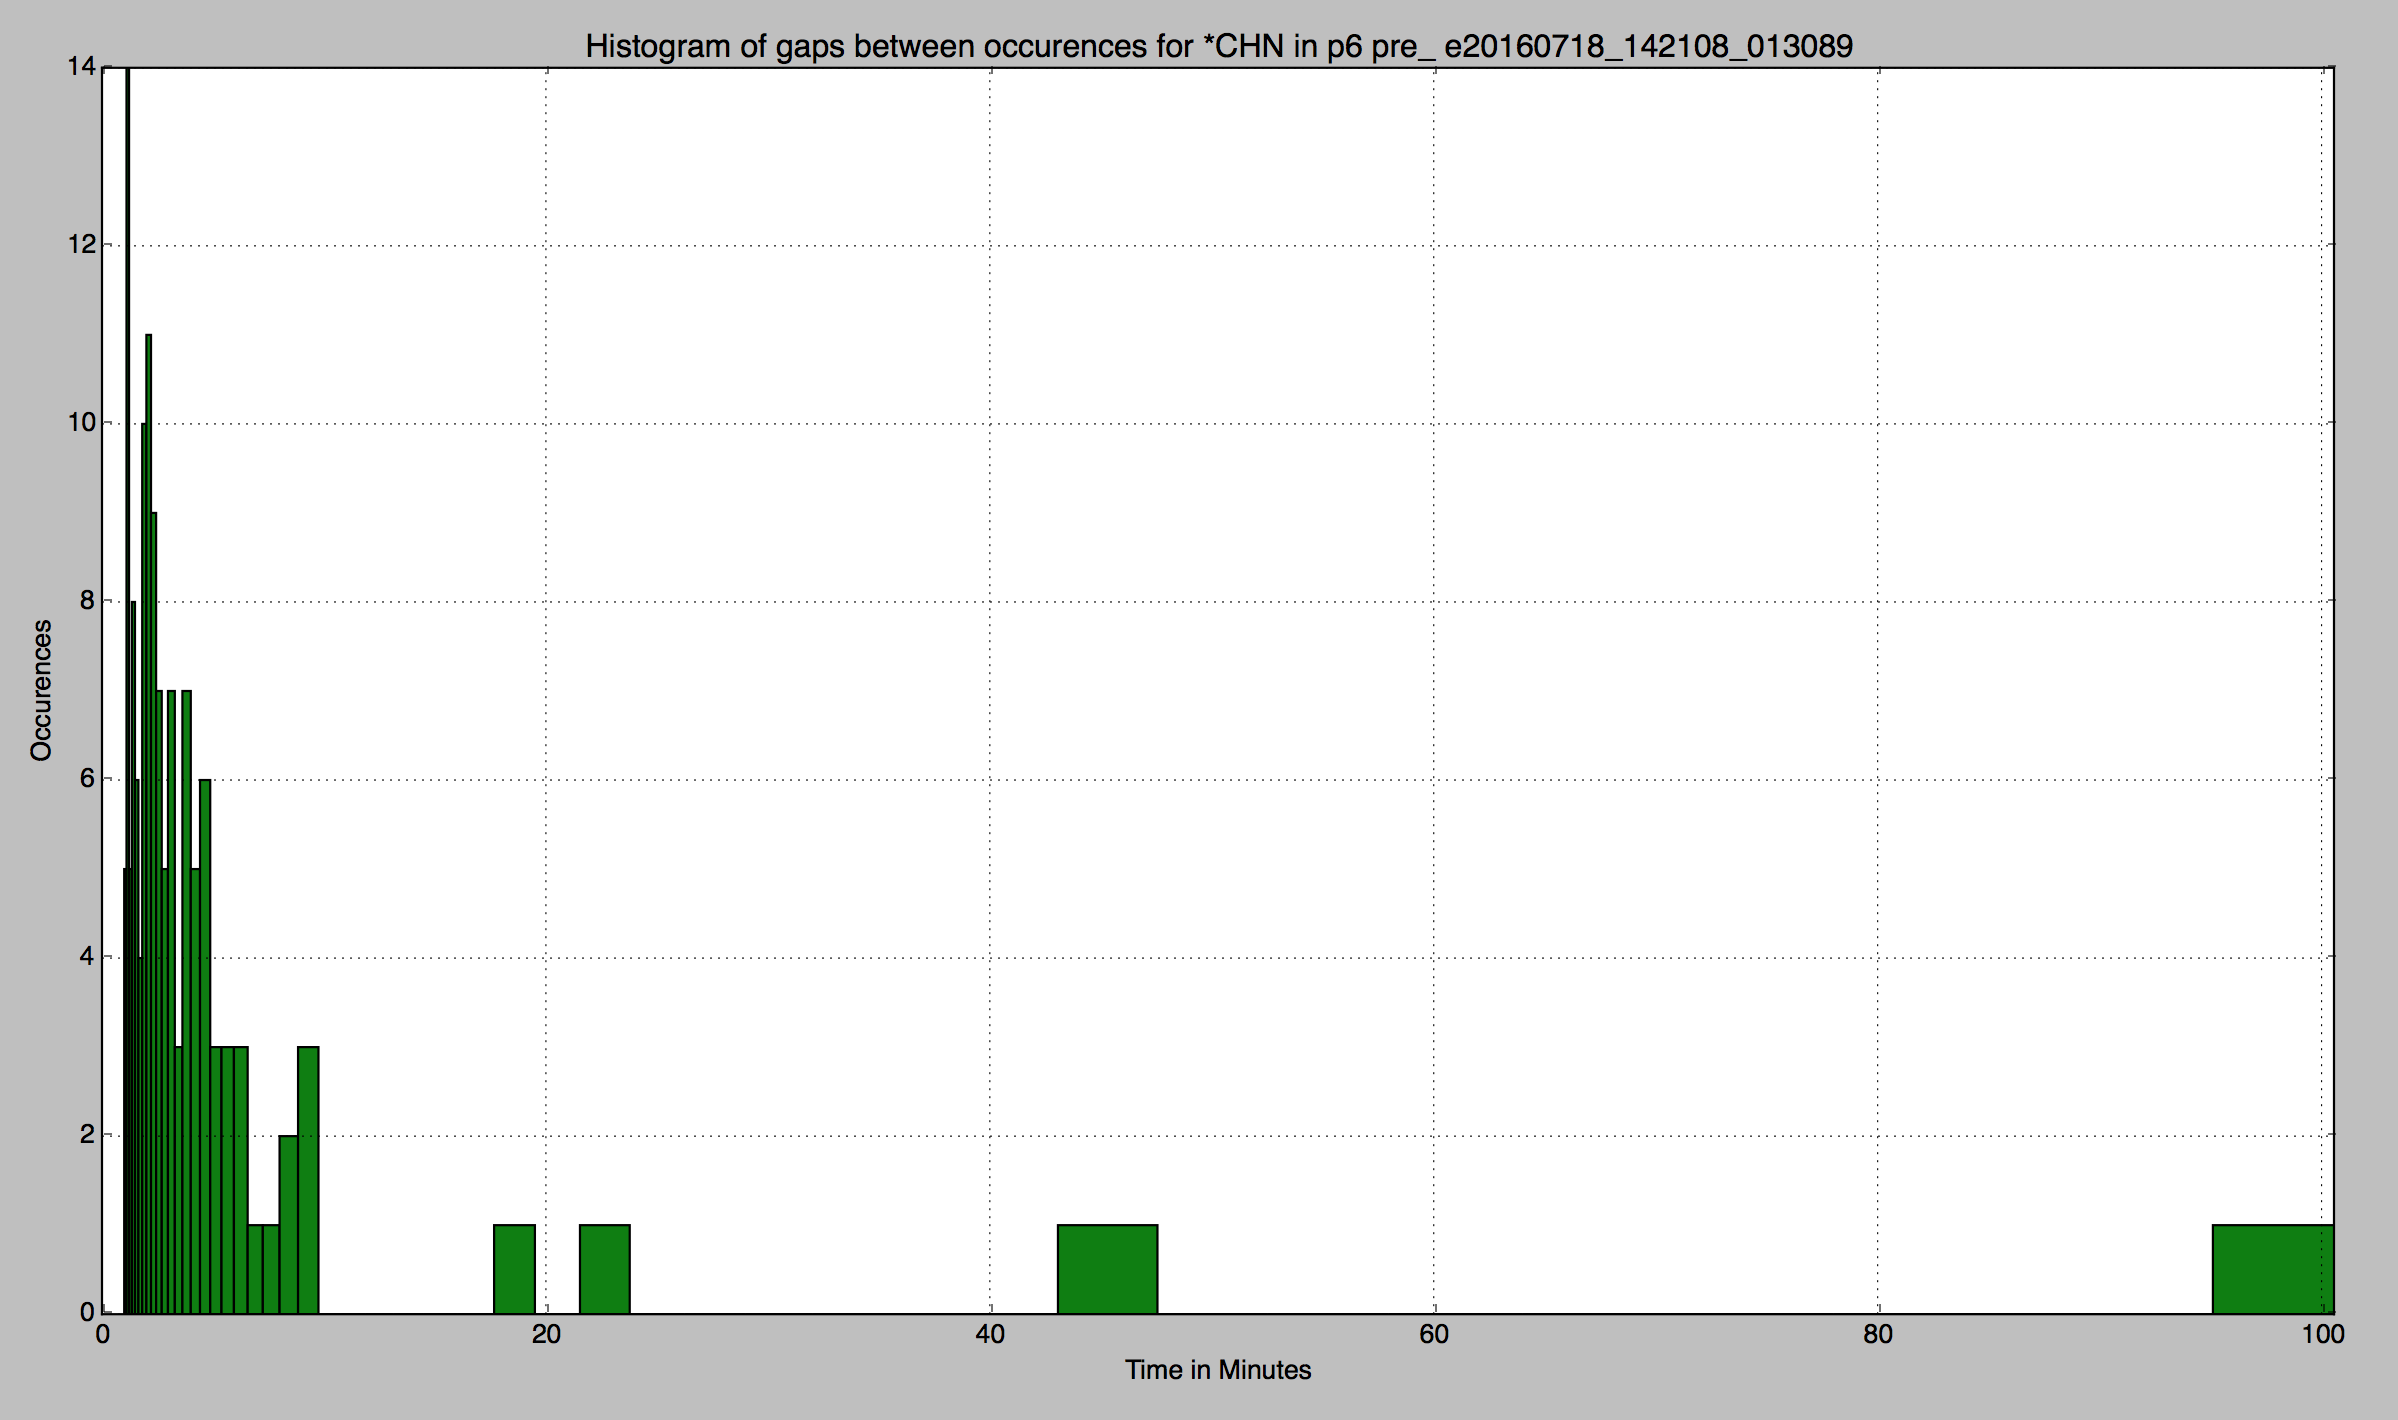 Histogram of gaps between occurences for *CHN in p6 pre_ e20160718_142108_013089
14
12
10
8
6
4
2
0
Occurences
0 20 40 60 80 100
Time in Minutes